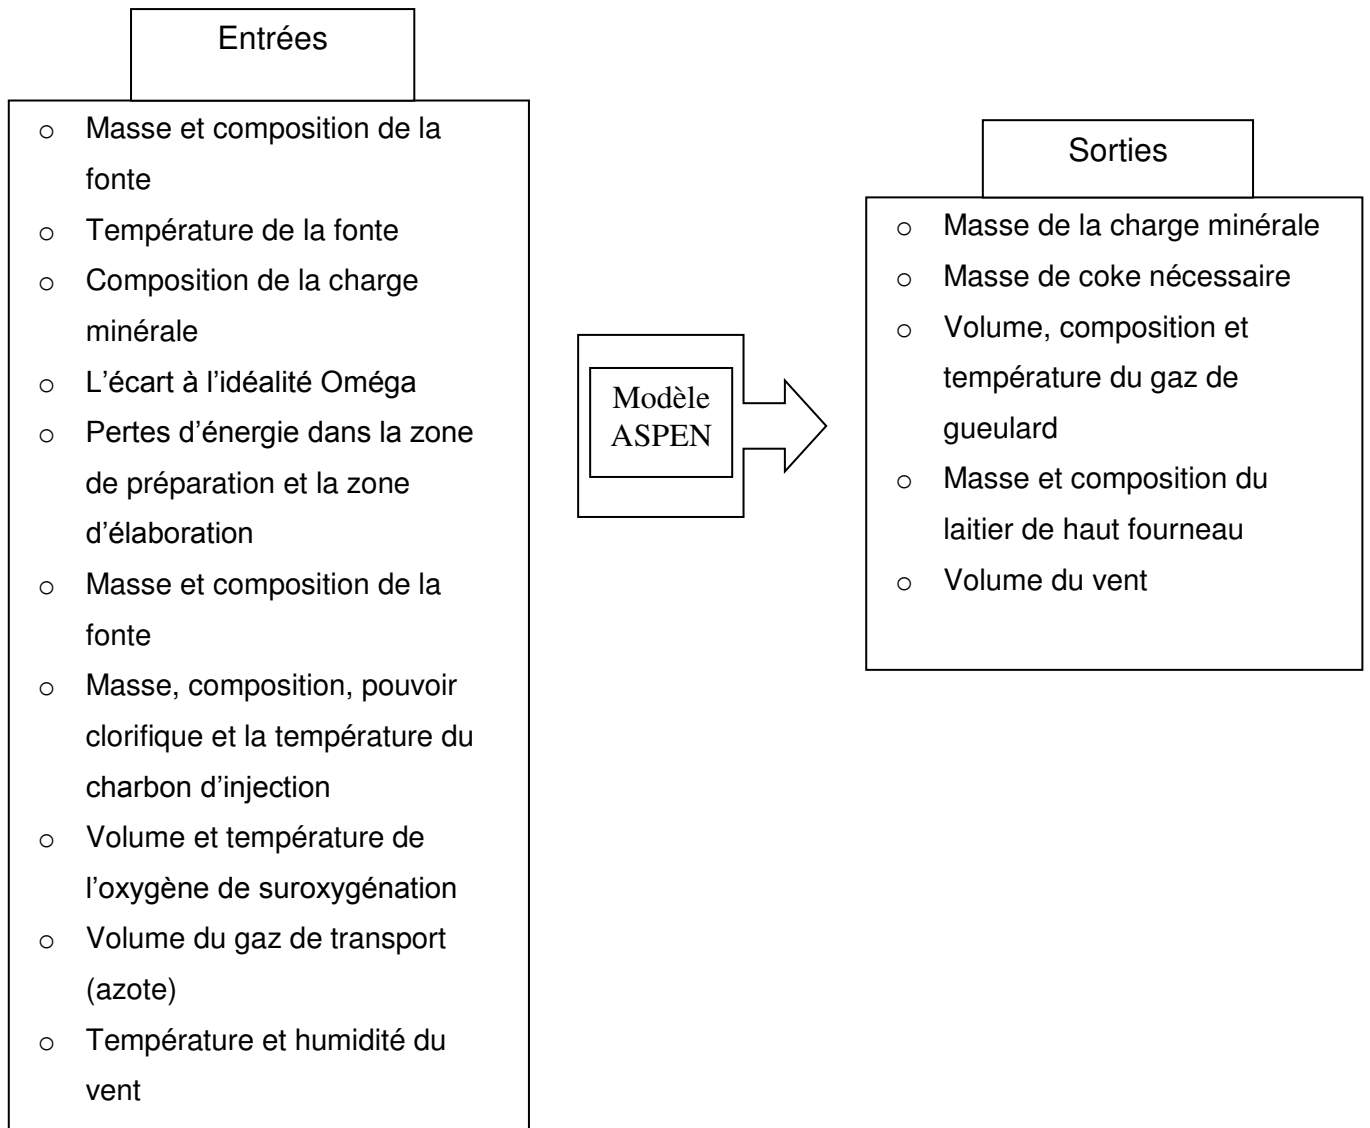 Entrées
o Masse et composition de la
fonte
o Température de la fonte
o Composition de la charge
minérale
o L'écart à l'idéalité Oméga
o Pertes d'énergie dans la zone
de préparation et la zone
d'élaboration
o Masse et composition de la
fonte
o Masse, composition, pouvoir
clorifique et la température du
charbon d'injection
o Volume et température de
l'oxygène de suroxygénation
o Volume du gaz de transport
(azote)
o Température et humidité du
vent
Modèle
ASPEN
Sorties
o Masse de la charge minérale
o Masse de coke nécessaire
o Volume, composition et
température du gaz de
gueulard
o Masse et composition du
laitier de haut fourneau
o Volume du vent